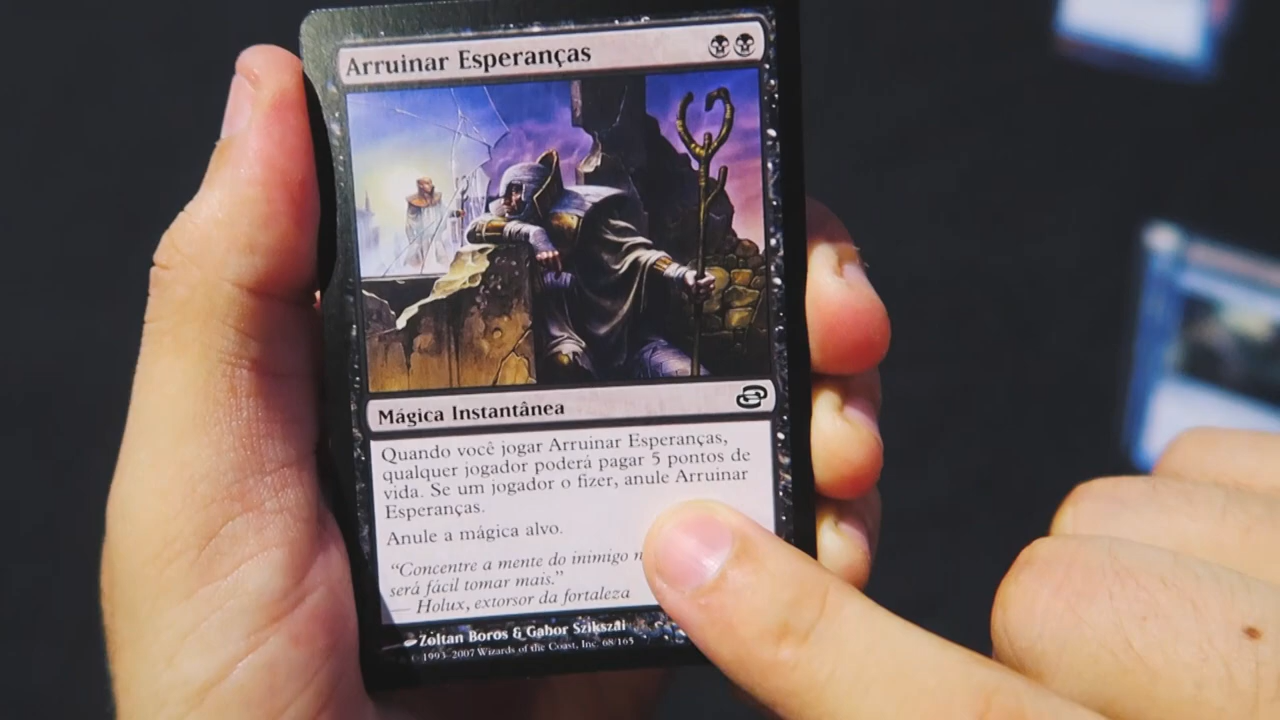 Arruinar Esperanças
Mágica Instantânea
Quando você jogar Arruinar Esperanças,
qualquer jogador poderá pagar 5 pontos de
vida. Se um jogador o fizer, anule Arruinar
Esperanças.
Anule a mágica alvo.
“Concentre a mente do inimigo
será fácil tomar mais.”
— Holux, extorsor da fortaleza
Zoltan Boros & Gabor Szikszai
© 1993-2007 Wizards of the Coast, Inc. 68/165